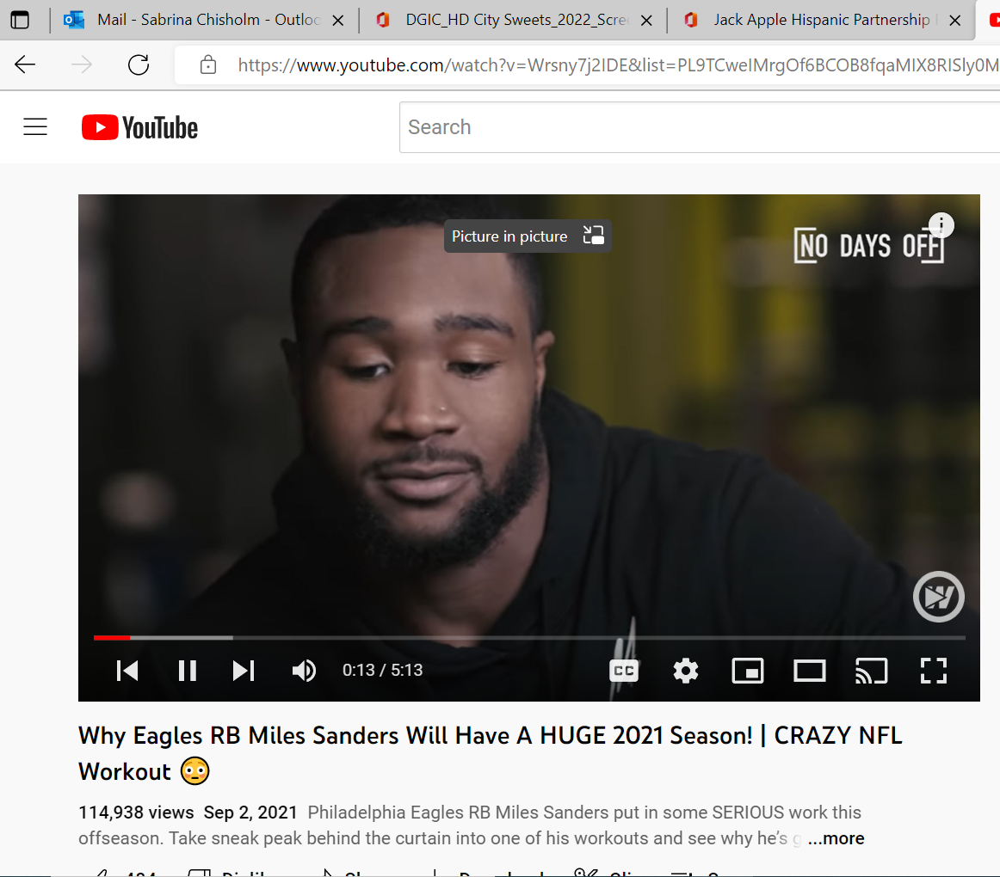 Mail - Sabrina Chisholm - Outloo
DGIC_HD City Sweets_2022_Scre
Jack Apple Hispanic Partnership
https://www.youtube.com/watch?v=Wrsny7j2IDE&list=PL9TCweIMrgOf6BCOB8fqaMIX8RISly0M
YouTube
Search
Picture in picture
NO DAYS OFF
W
0:13 / 5:13
CC
Why Eagles RB Miles Sanders Will Have A HUGE 2021 Season! | CRAZY NFL
Workout 😳
114,938 views Sep 2, 2021 Philadelphia Eagles RB Miles Sanders put in some SERIOUS work this
offseason. Take sneak peak behind the curtain into one of his workouts and see why he's g ...more